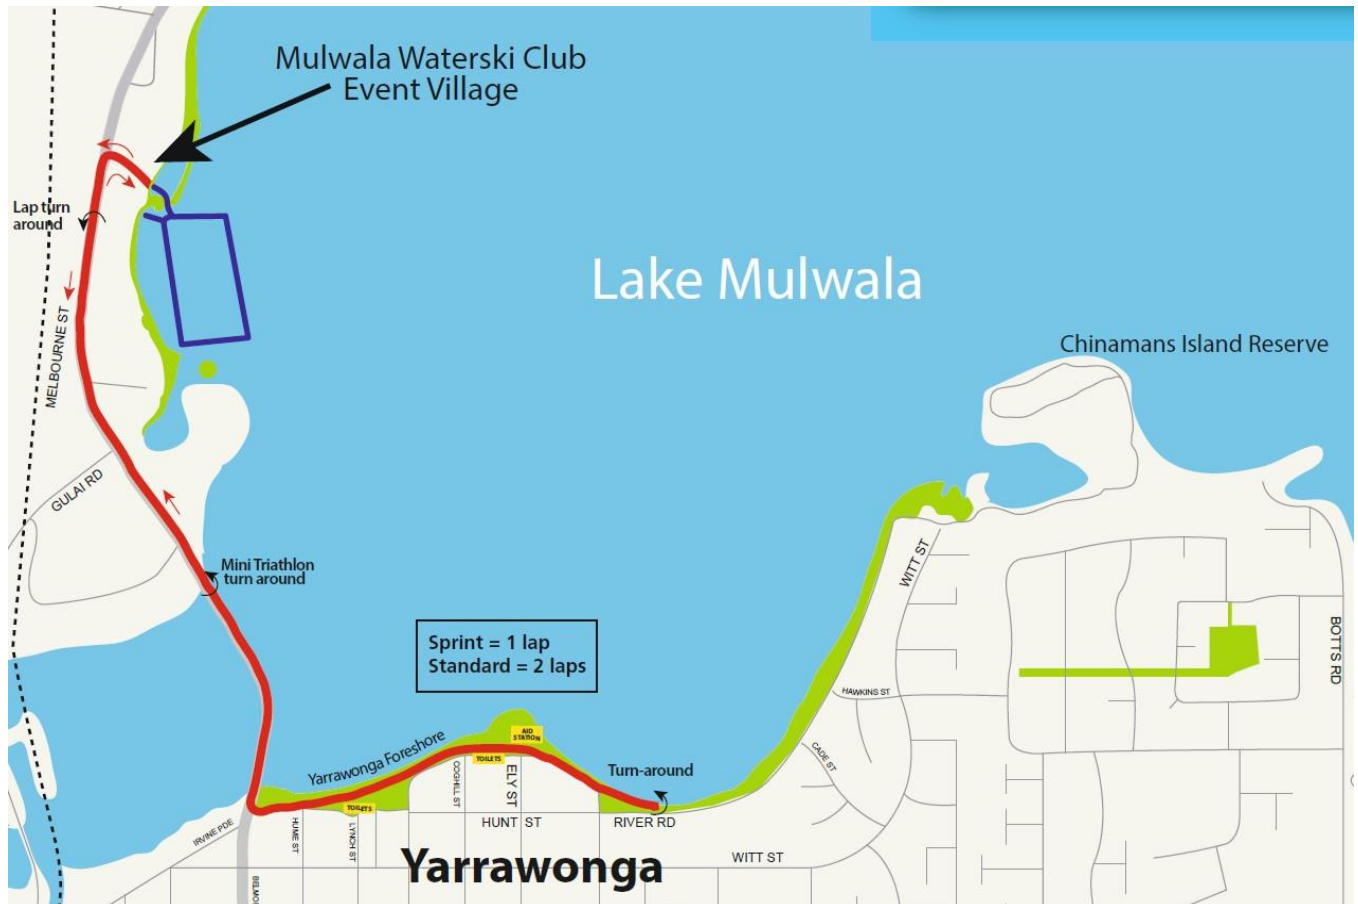 Mulwala Waterski Club
Event Village
Lap turn
around
Lake Mulwala
MELBOURNE ST
Chinamans Island Reserve
GULAI RD
Mini Triathlon
turn around
WITT ST
Sprint = 1 lap
Standard = 2 laps
BOTTS RD
HAWKINS ST
CADE ST
AID
STATION
Yarrawonga Foreshore
TOILETS
Turn-around
COGHILL ST
ELY ST
TOILETS
HUNT ST
RIVER RD
IRVINE PDE
HUME ST
LYNCH ST
Yarrawonga
WITT ST
BELMO